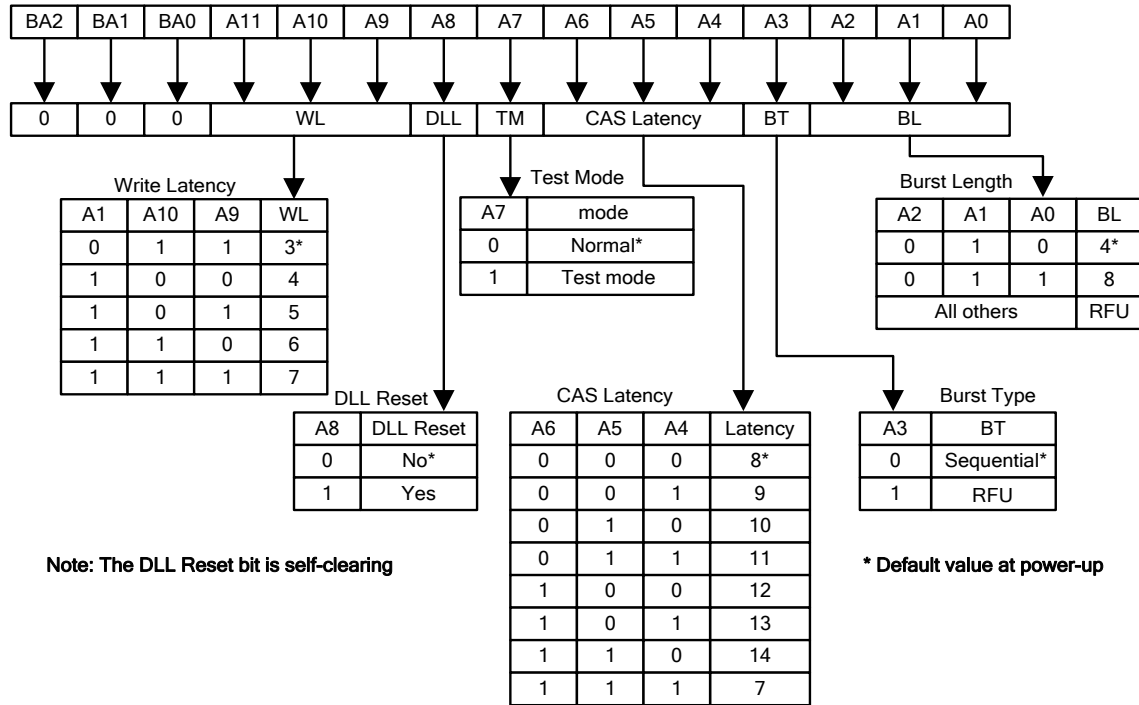 BA2 BA1 BA0 A11 A10 A9 A8 A7 A6 A5 A4 A3 A2 A1 A0
0 0 0 WL DLL TM CAS Latency BT BL
Write Latency
A1 A10 A9 WL
0 1 1 3*
1 0 0 4
1 0 1 5
1 1 0 6
1 1 1 7
Test Mode
A7 mode
0 Normal*
1 Test mode
Burst Length
A2 A1 A0 BL
0 1 0 4*
0 1 1 8
All others RFU
DLL Reset
A8 DLL Reset
0 No*
1 Yes
CAS Latency
A6 A5 A4 Latency
0 0 0 8*
0 0 1 9
0 1 0 10
0 1 1 11
1 0 0 12
1 0 1 13
1 1 0 14
1 1 1 7
Burst Type
A3 BT
0 Sequential*
1 RFU
Note: The DLL Reset bit is self-clearing
* Default value at power-up